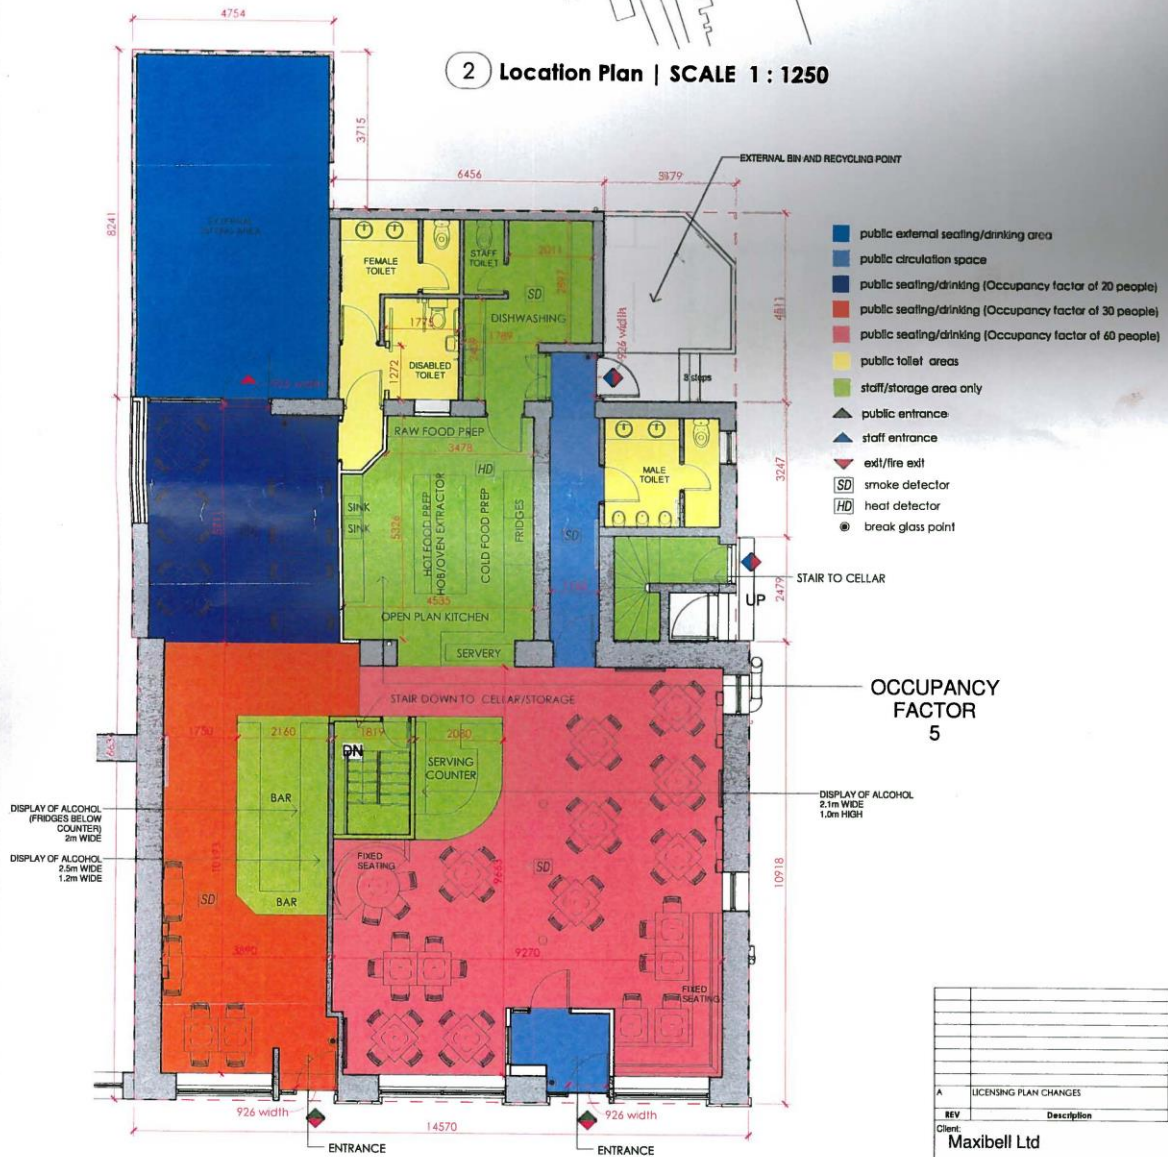 4754
2 Location Plan | SCALE 1 : 1250
3715
8241
6456
3479
EXTERNAL BIN AND RECYCLING POINT
public external seating/drinking area
public circulation space
public seating/drinking (Occupancy factor of 20 people)
public seating/drinking (Occupancy factor of 30 people)
public seating/drinking (Occupancy factor of 60 people)
public toilet areas
staff/storage area only
public entrance
staff entrance
exit/fire exit
SD smoke detector
HD heat detector
break glass point
FEMALE
TOILET
STAFF
TOILET
2011
SD
DISHWASHING
1775
1789
DISABLED
TOILET
1272
926 width
4811
3 steps
RAW FOOD PREP
3478
HD
SINK
SINK
HOT FOOD PREP
HOB/OVEN EXTRACTOR
COLD FOOD PREP
FRIDGES
5326
4535
OPEN PLAN KITCHEN
SERVERY
SD
MALE
TOILET
3247
2479
STAIR TO CELLAR
UP
OCCUPANCY
FACTOR
5
STAIR DOWN TO CELLAR/STORAGE
1750
2160
1819
2080
DN
BAR
SERVING
COUNTER
DISPLAY OF ALCOHOL
(FRIDGES BELOW
COUNTER)
2m WIDE
DISPLAY OF ALCOHOL
2.5m WIDE
1.2m WIDE
DISPLAY OF ALCOHOL
2.1m WIDE
1.0m HIGH
FIXED
SEATING
SD
BAR
SD
9663
10918
3690
9270
FIXED
SEATING
926 width
926 width
14570
ENTRANCE
ENTRANCE
A LICENSING PLAN CHANGES
REV Description
Client:
Maxibell Ltd